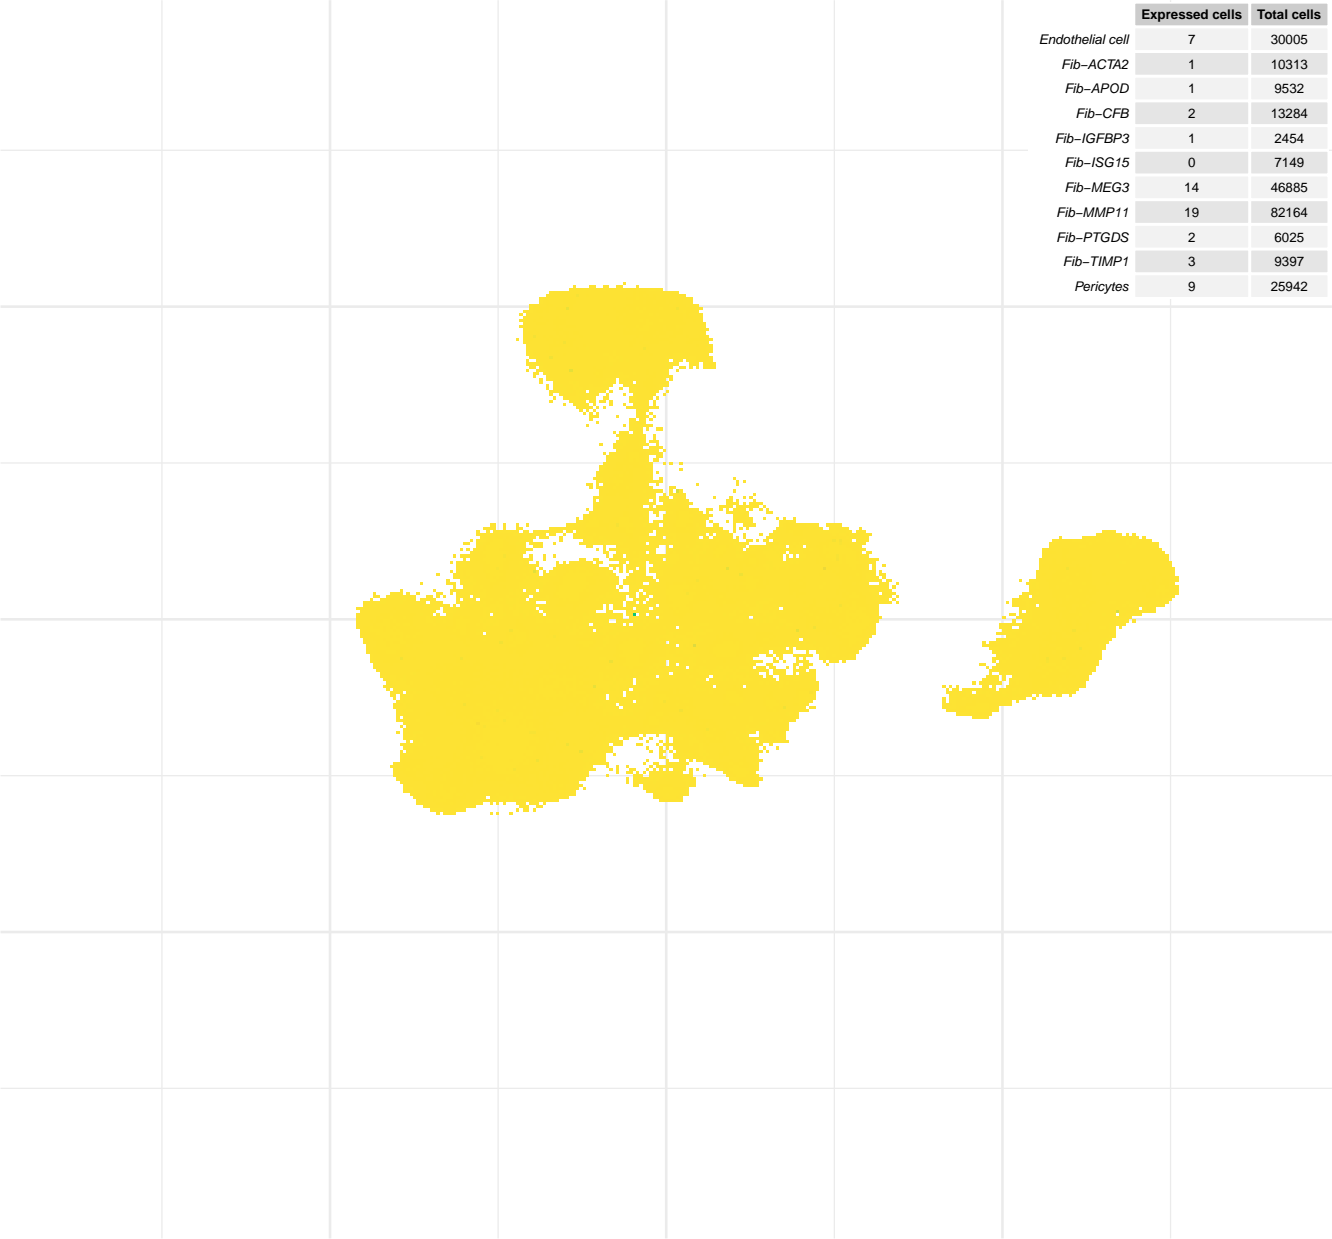 Expressed cells Total cells
Endothelial cell 7 30005
Fib−ACTA2 1 10313
Fib−APOD 1 9532
Fib−CFB 2 13284
Fib−IGFBP3 1 2454
Fib−ISG15 0 7149
Fib−MEG3 14 46885
Fib−MMP11 19 82164
Fib−PTGDS 2 6025
Fib−TIMP1 3 9397
Pericytes 9 25942